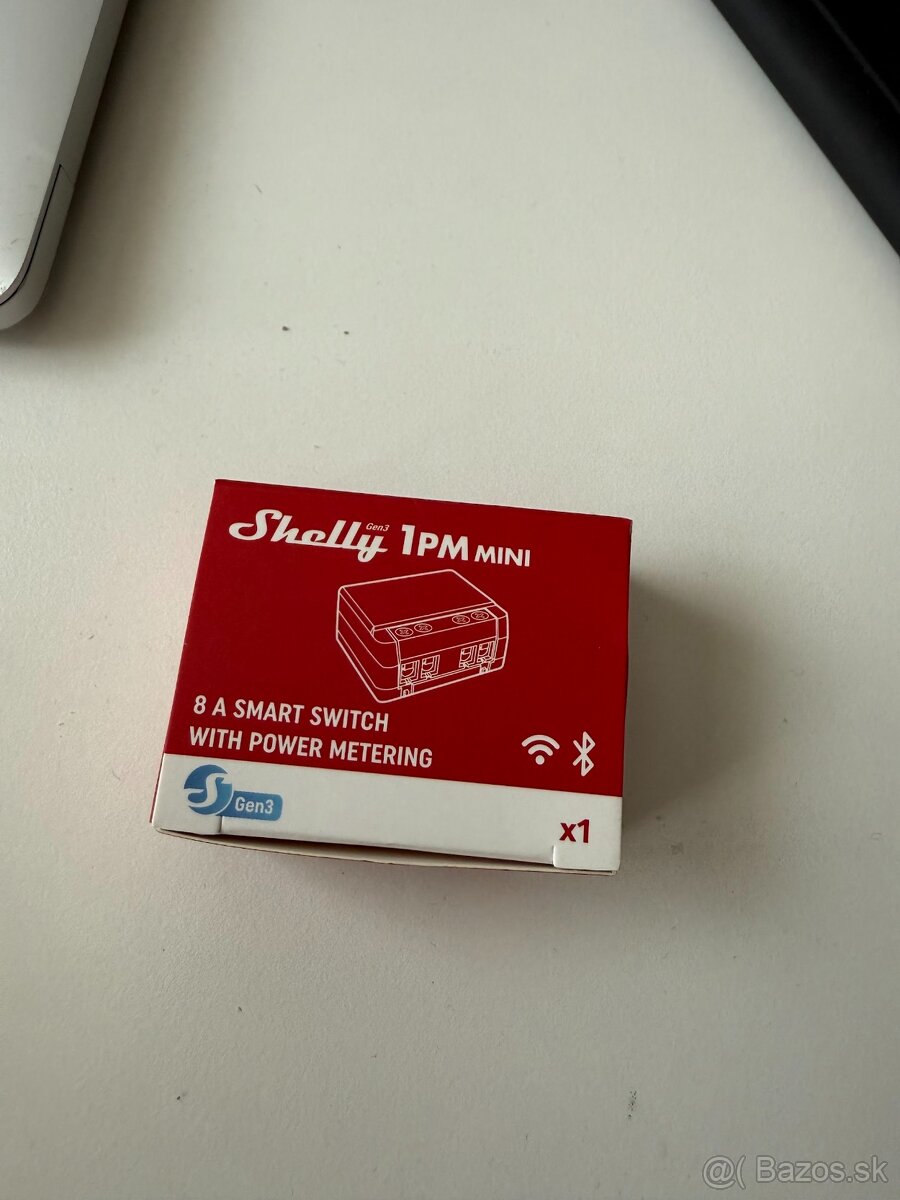 Shelly Gen3 1PM MINI
8 A SMART SWITCH
WITH POWER METERING
S Gen3
x1
@( Bazos.sk